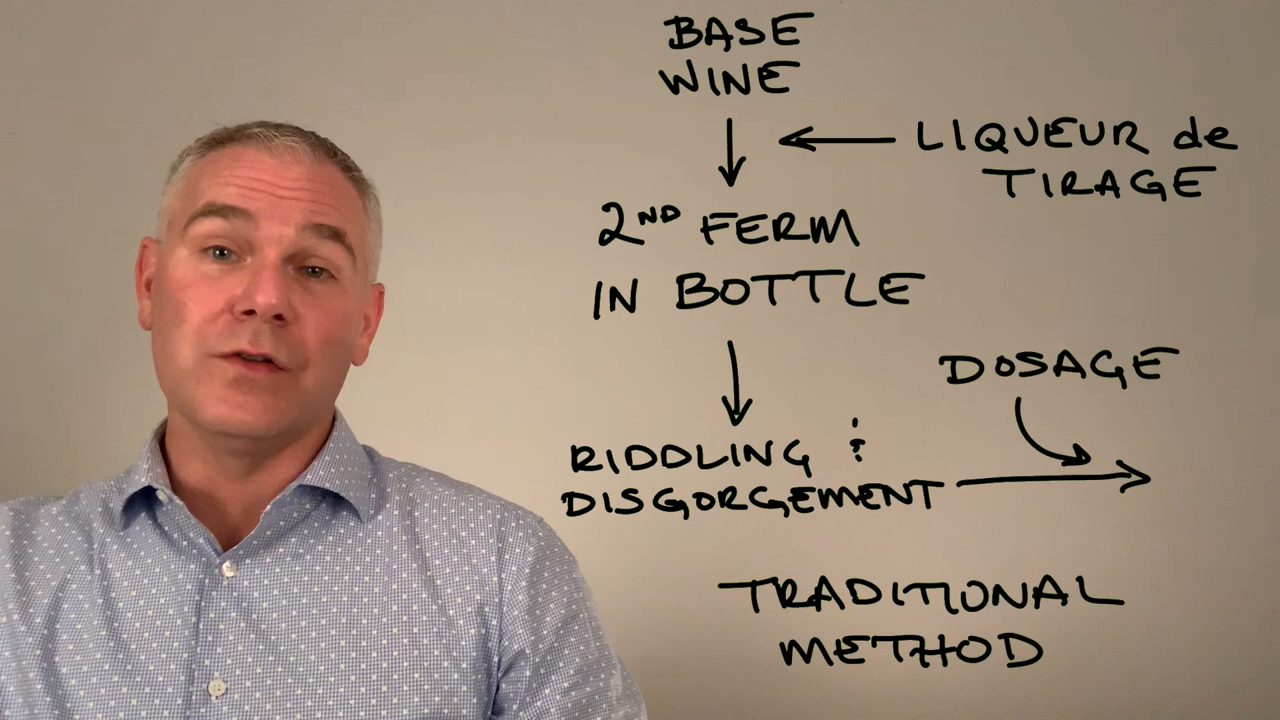 BASE
WINE
LIQUEUR de
TIRAGE
2ND FERM
IN BOTTLE
DOSAGE
RIDDLING &
DISGORGEMENT
TRADITIONAL
METHOD